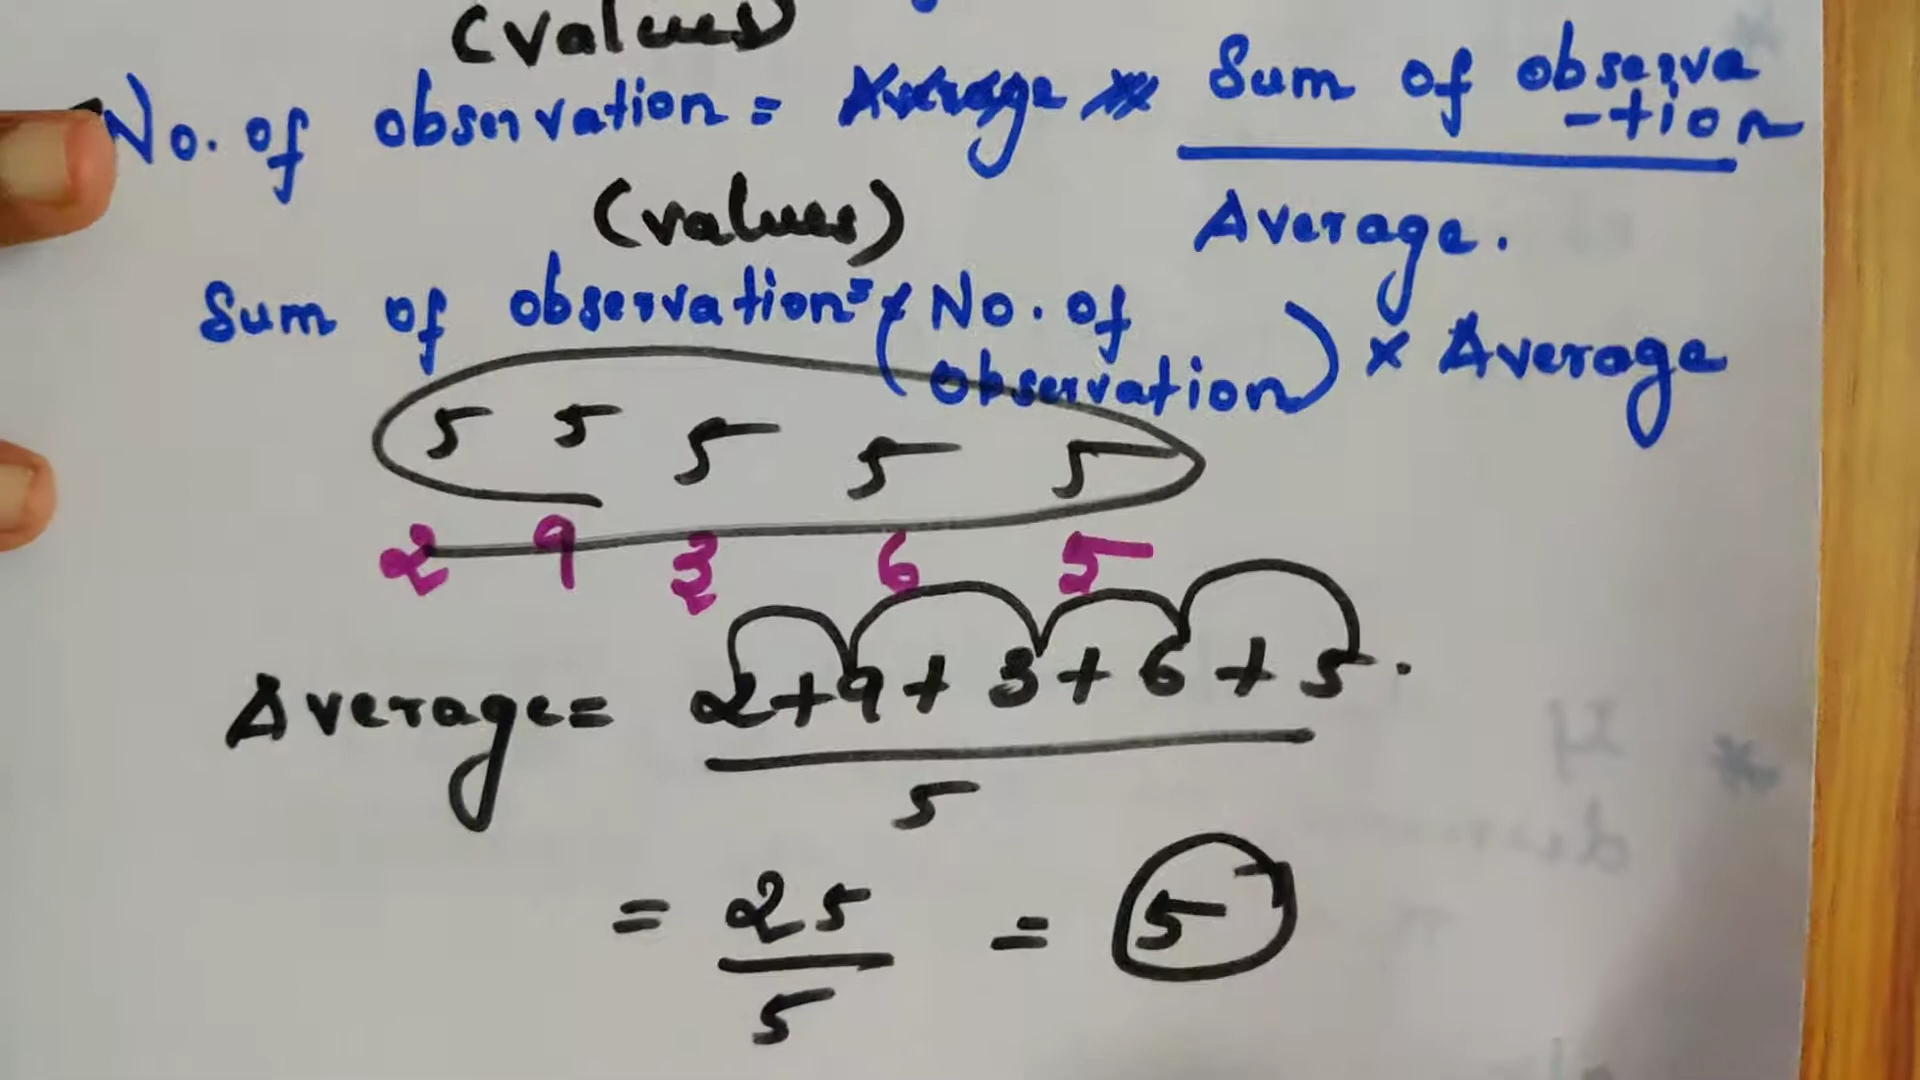 (values)
No. of observation = Average × Sum of observa
-tion
(values)
Average.
Sum of observation = (No. of
observation) × Average
5 5 5 5 5
2 9 3 6 5
Average = 2+9+3+6+5.
5
= 25 = 5
5